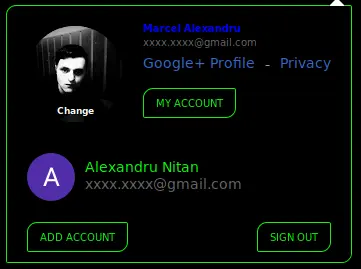 Marcel Alexandru
xxxx.xxxx@gmail.com
Google+ Profile - Privacy
Change
MY ACCOUNT
A
Alexandru Nitan
xxxx.xxxx@gmail.com
ADD ACCOUNT
SIGN OUT